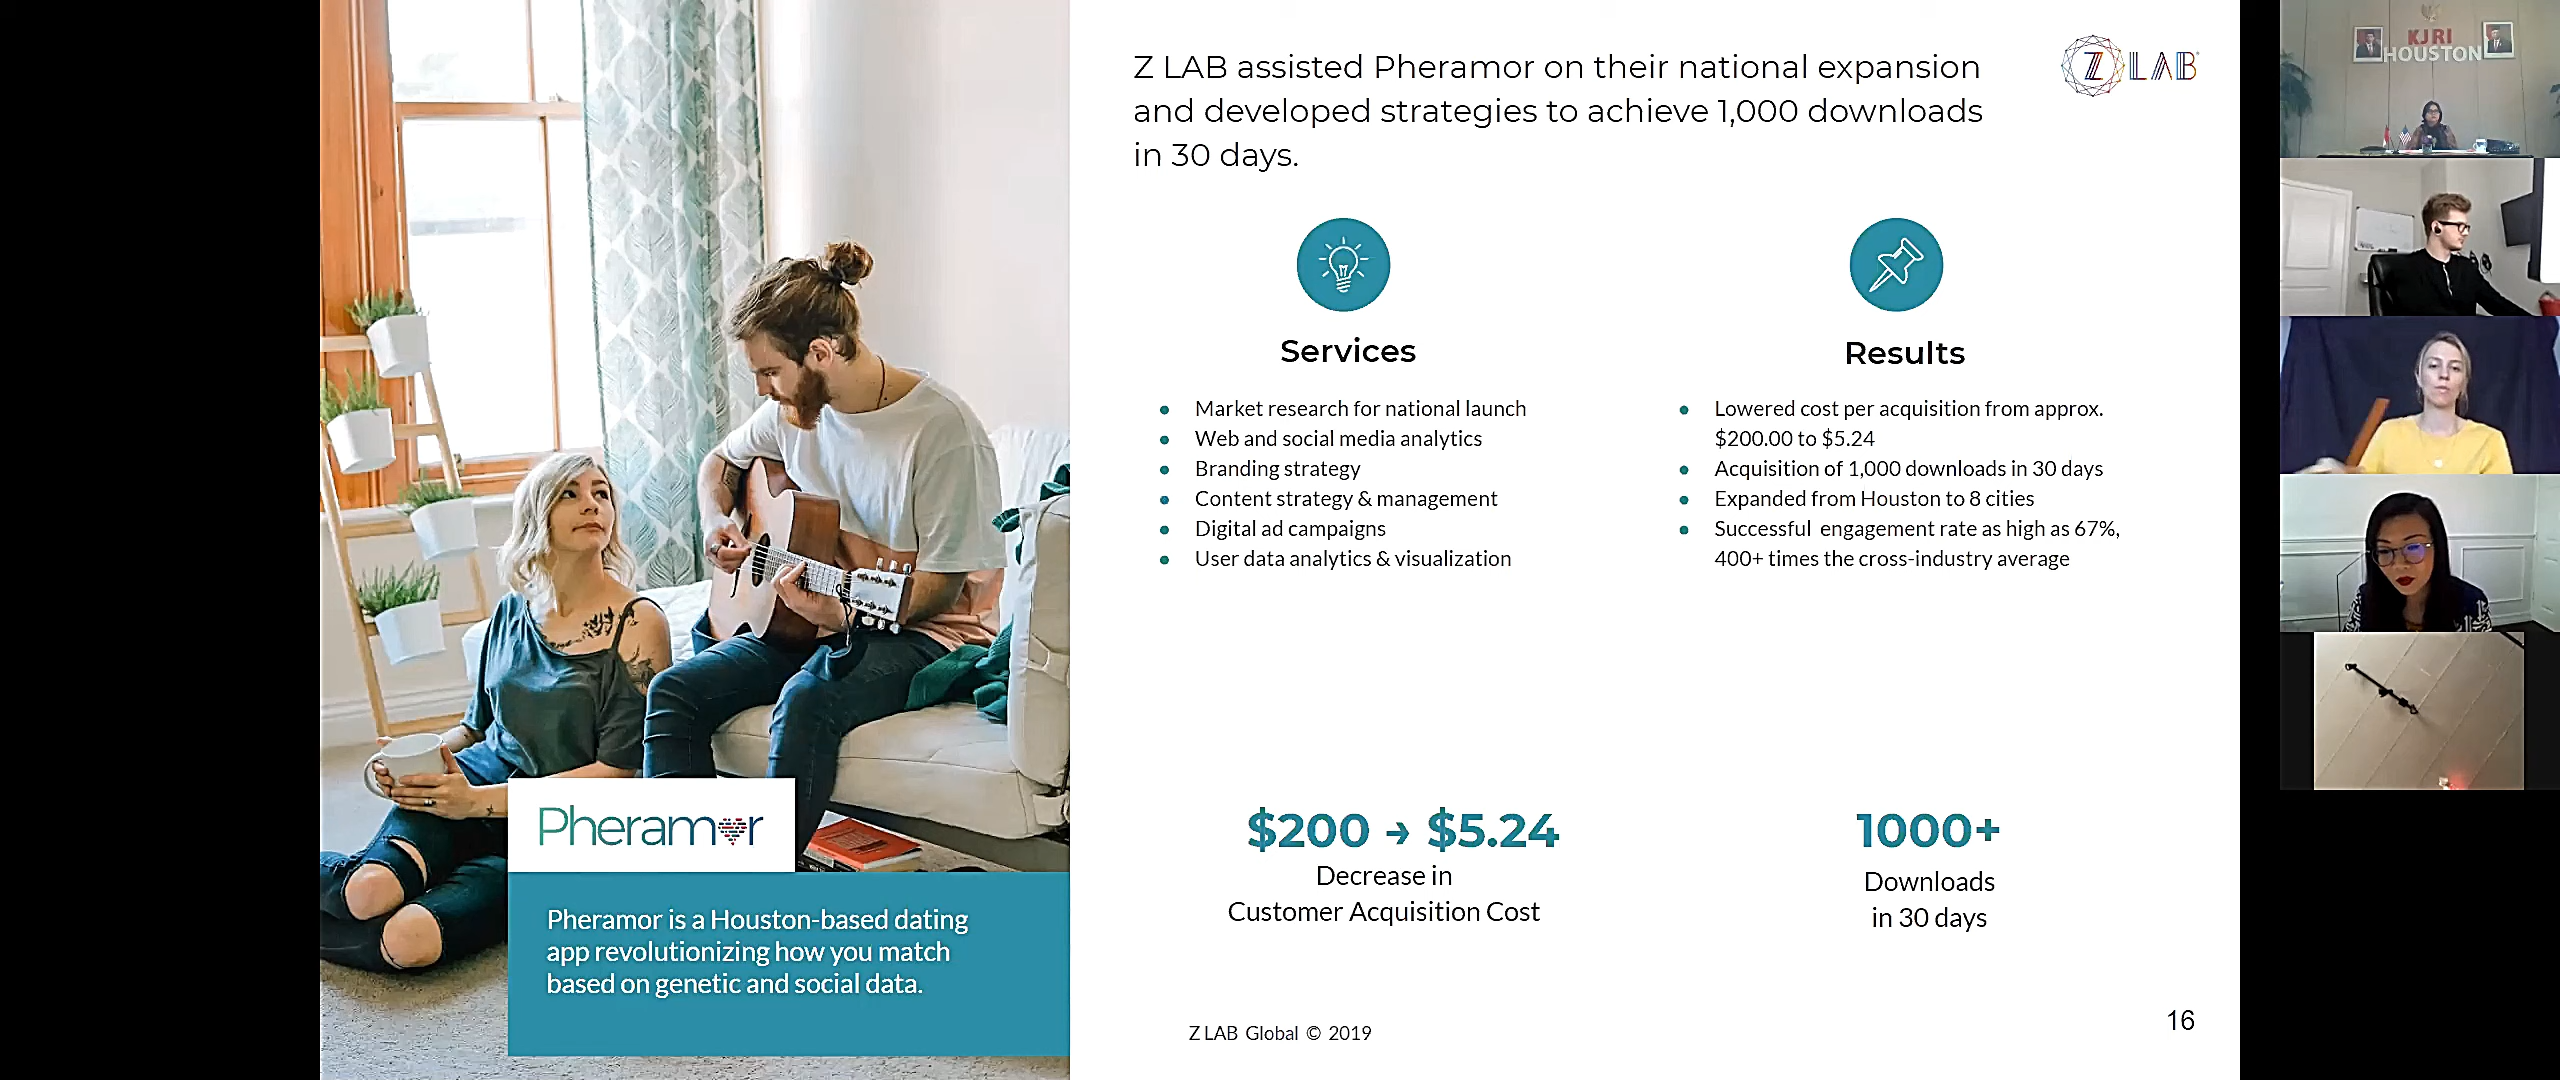 Z LAB assisted Pheramor on their national expansion
and developed strategies to achieve 1,000 downloads
in 30 days.
Z LAB
Services
Market research for national launch
Web and social media analytics
Branding strategy
Content strategy & management
Digital ad campaigns
User data analytics & visualization
Results
Lowered cost per acquisition from approx.
$200.00 to $5.24
Acquisition of 1,000 downloads in 30 days
Expanded from Houston to 8 cities
Successful engagement rate as high as 67%,
400+ times the cross-industry average
$200 → $5.24
Decrease in
Customer Acquisition Cost
1000+
Downloads
in 30 days
Pheramor
Pheramor is a Houston-based dating
app revolutionizing how you match
based on genetic and social data.
Z LAB Global © 2019
16
KJRI
HOUSTON